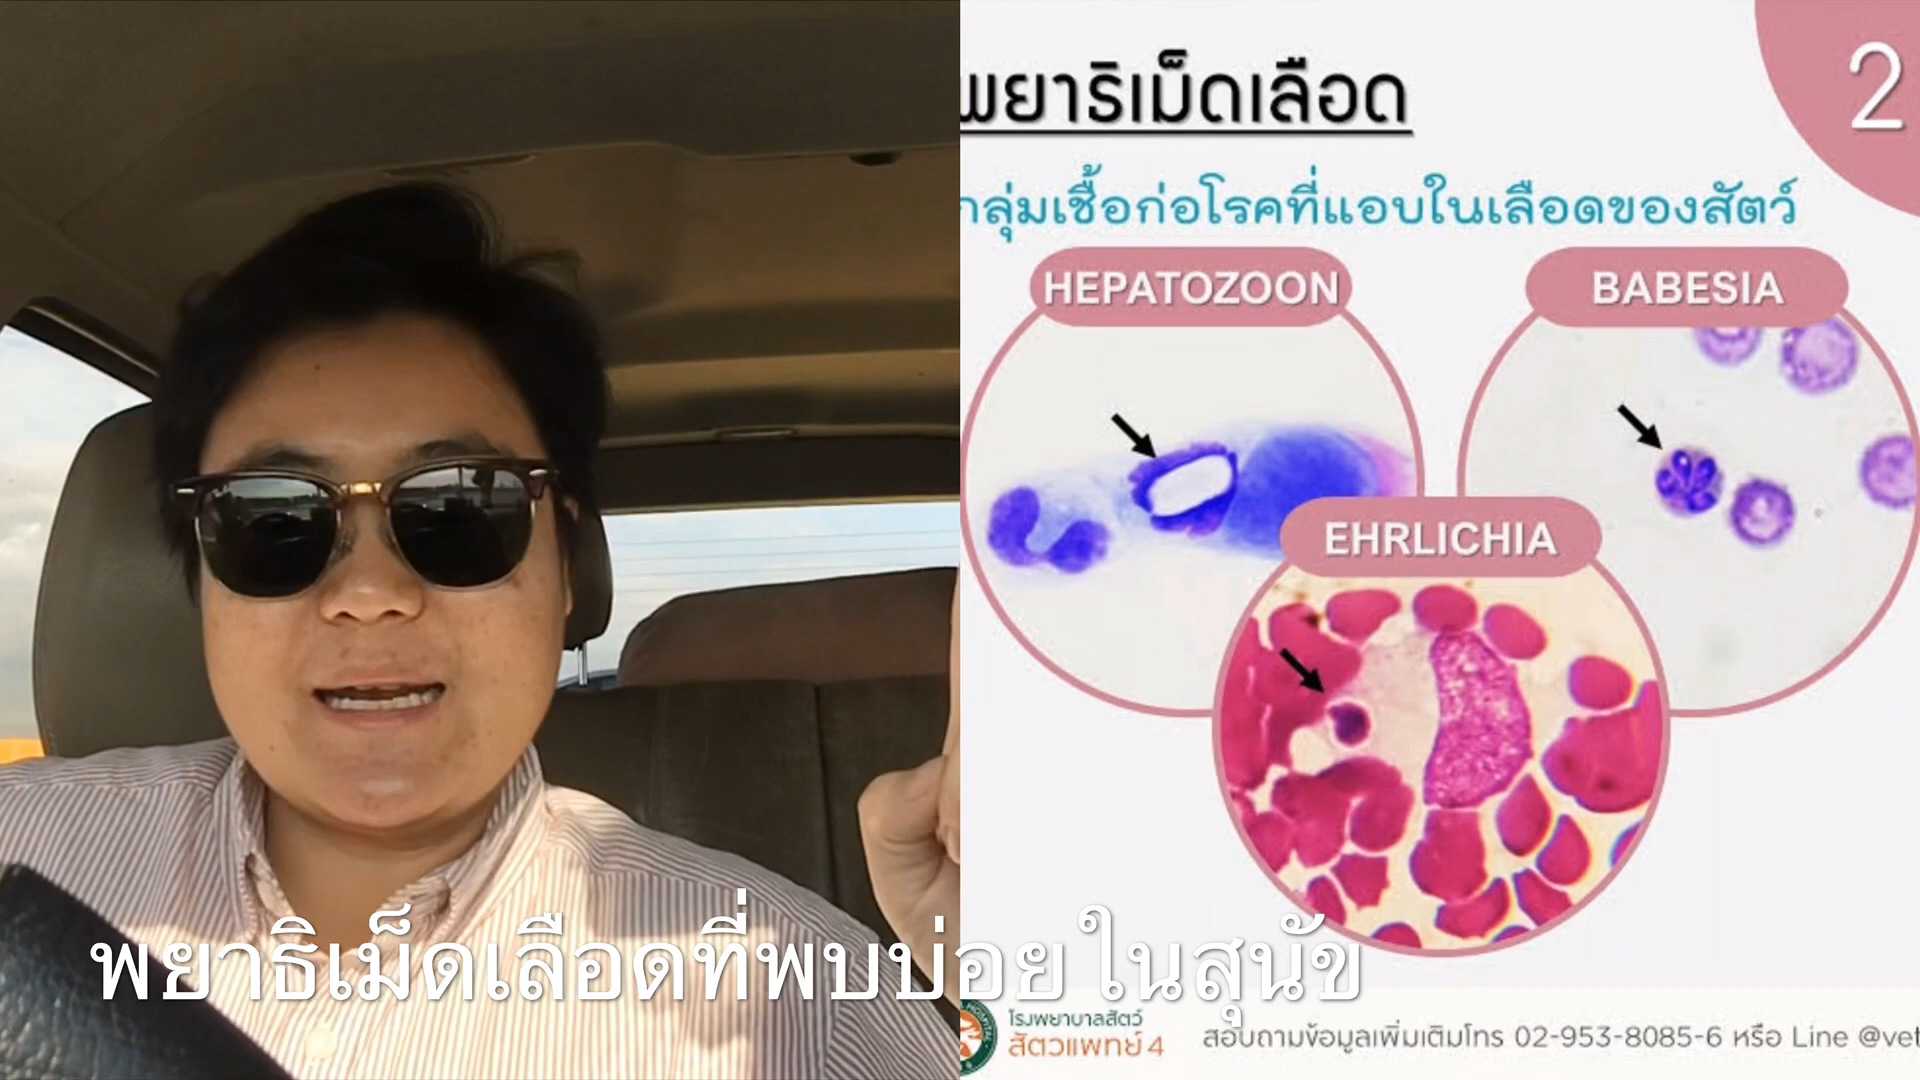 พยาธิเม็ดเลือด
2
กลุ่มเชื้อก่อโรคที่แอบในเลือดของสัตว์
HEPATOZOON
BABESIA
EHRLICHIA
พยาธิเม็ดเลือดที่พบบ่อย ในสุนัข
โรงพยาบาลสัตว์
สัตวแพทย์ 4
สอบถามข้อมูลเพิ่มเติมโทร 02-953-8085-6 หรือ Line @vet